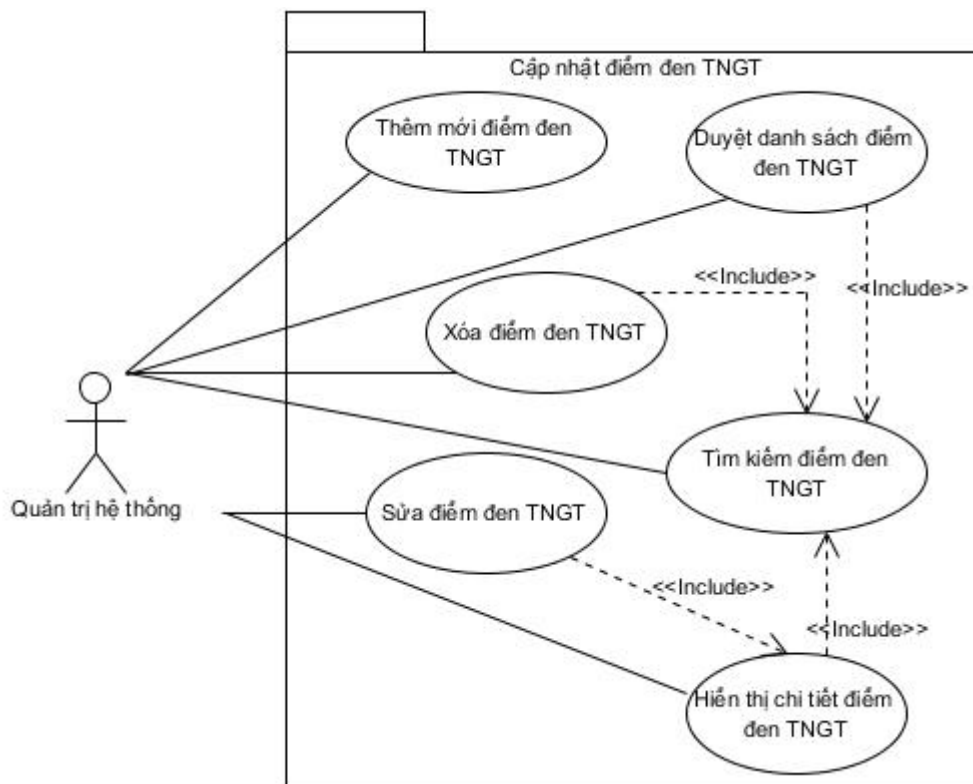 Cập nhật điểm đen TNGT
Thêm mới điểm đen
TNGT
Duyệt danh sách điểm
đen TNGT
<<Include>>
<<Include>>
Xóa điểm đen TNGT
Tìm kiếm điểm đen
TNGT
Quản trị hệ thống
Sửa điểm đen TNGT
<<Include>>
<<Include>>
Hiển thị chi tiết điểm
đen TNGT